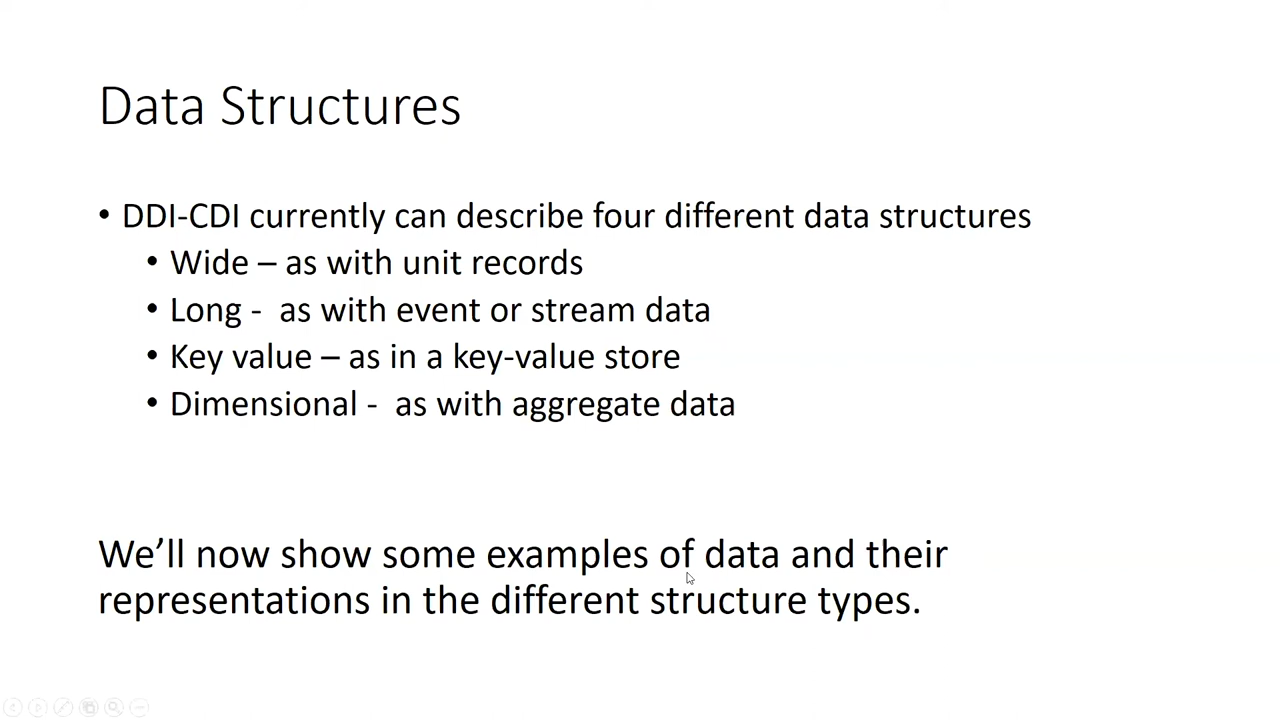 Data Structures
• DDI-CDI currently can describe four different data structures
• Wide – as with unit records
• Long -  as with event or stream data
• Key value – as in a key-value store
• Dimensional -  as with aggregate data
We’ll now show some examples of data and their
representations in the different structure types.